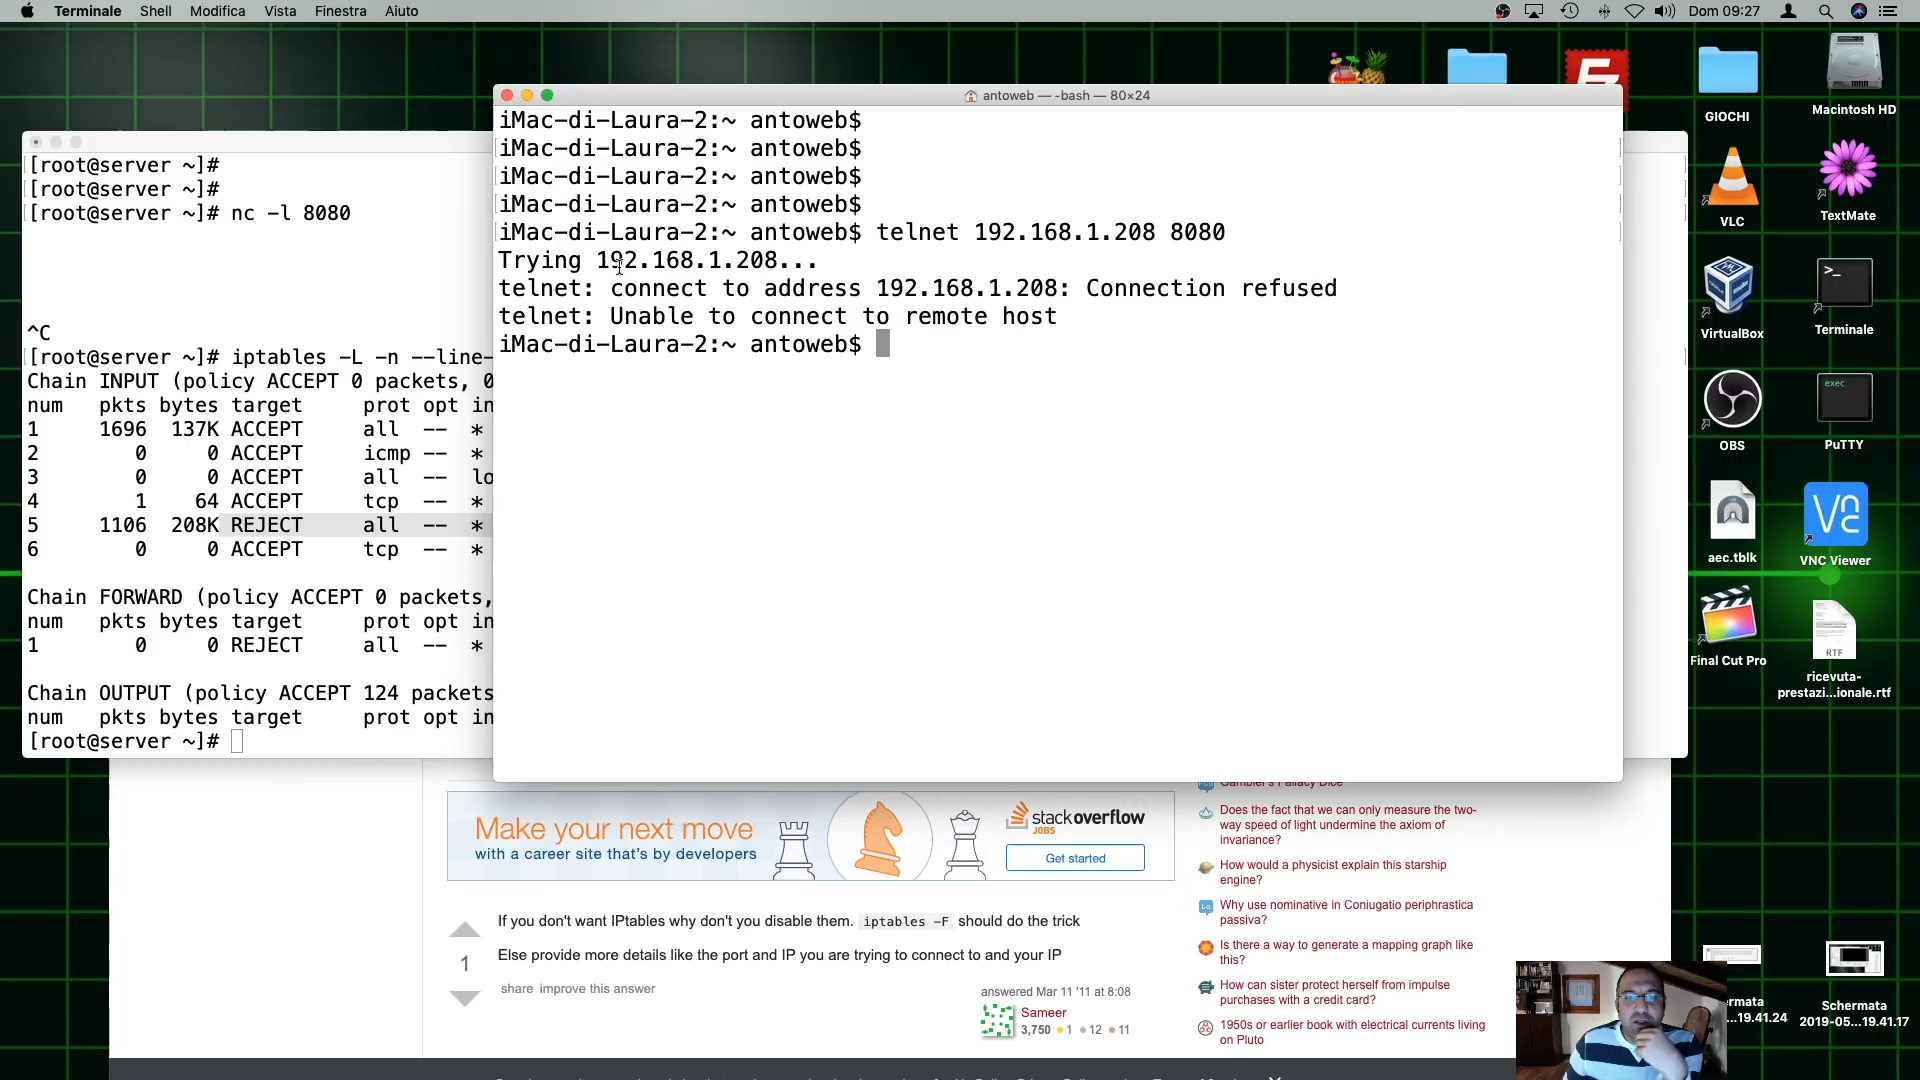 Terminale Shell Modifica Vista Finestra Aiuto
Dom 09:27
[root@server ~]#
[root@server ~]#
[root@server ~]# nc -l 8080
^C
[root@server ~]# iptables -L -n --line-
Chain INPUT (policy ACCEPT 0 packets, 0
num pkts bytes target prot opt in
1 1696 137K ACCEPT all -- *
2 0 0 ACCEPT icmp -- *
3 0 0 ACCEPT all -- lo
4 1 64 ACCEPT tcp -- *
5 1106 208K REJECT all -- *
6 0 0 ACCEPT tcp -- *
Chain FORWARD (policy ACCEPT 0 packets,
num pkts bytes target prot opt in
1 0 0 REJECT all -- *
Chain OUTPUT (policy ACCEPT 124 packets
num pkts bytes target prot opt in
[root@server ~]#
antoweb — -bash — 80×24
iMac-di-Laura-2:~ antoweb$
iMac-di-Laura-2:~ antoweb$
iMac-di-Laura-2:~ antoweb$
iMac-di-Laura-2:~ antoweb$
iMac-di-Laura-2:~ antoweb$ telnet 192.168.1.208 8080
Trying 192.168.1.208...
telnet: connect to address 192.168.1.208: Connection refused
telnet: Unable to connect to remote host
iMac-di-Laura-2:~ antoweb$
GIOCHI
Macintosh HD
VLC
TextMate
VirtualBox
Terminale
OBS
exec
PuTTY
aec.tblk
VNC Viewer
Final Cut Pro
RTF
ricevuta-
prestazi...ionale.rtf
Make your next move
with a career site that's by developers
stackoverflow
JOBS
Get started
If you don't want IPtables why don't you disable them. iptables -F should do the trick
1
Else provide more details like the port and IP you are trying to connect to and your IP
share improve this answer
answered Mar 11 '11 at 8:08
Sameer
3,750 1 12 11
Gambler's Fallacy Dice
Does the fact that we can only measure the two-
way speed of light undermine the axiom of
invariance?
How would a physicist explain this starship
engine?
Why use nominative in Coniugatio periphrastica
passiva?
Is there a way to generate a mapping graph like
this?
How can sister protect herself from impulse
purchases with a credit card?
1950s or earlier book with electrical currents living
on Pluto
...19.41.24
Schermata
2019-05...19.41.17